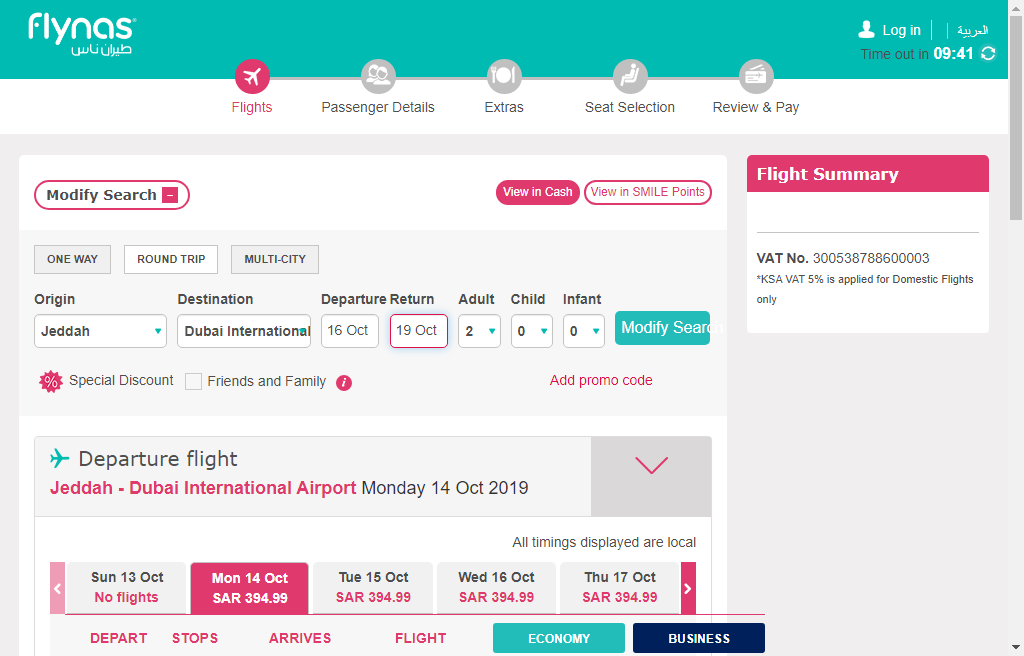 flynas
طيران ناس
Log in
العربية
Time out in 09:41
Flights
Passenger Details
Extras
Seat Selection
Review & Pay
Modify Search
View in Cash
View in SMILE Points
Flight Summary
VAT No. 300538788600003
*KSA VAT 5% is applied for Domestic Flights
only
ONE WAY
ROUND TRIP
MULTI-CITY
Origin
Destination
Departure
Return
Adult
Child
Infant
Jeddah
Dubai International
16 Oct
19 Oct
2
0
0
Modify Search
Special Discount
Friends and Family
i
Add promo code
Departure flight
Jeddah - Dubai International Airport Monday 14 Oct 2019
All timings displayed are local
Sun 13 Oct
No flights
Mon 14 Oct
SAR 394.99
Tue 15 Oct
SAR 394.99
Wed 16 Oct
SAR 394.99
Thu 17 Oct
SAR 394.99
DEPART
STOPS
ARRIVES
FLIGHT
ECONOMY
BUSINESS